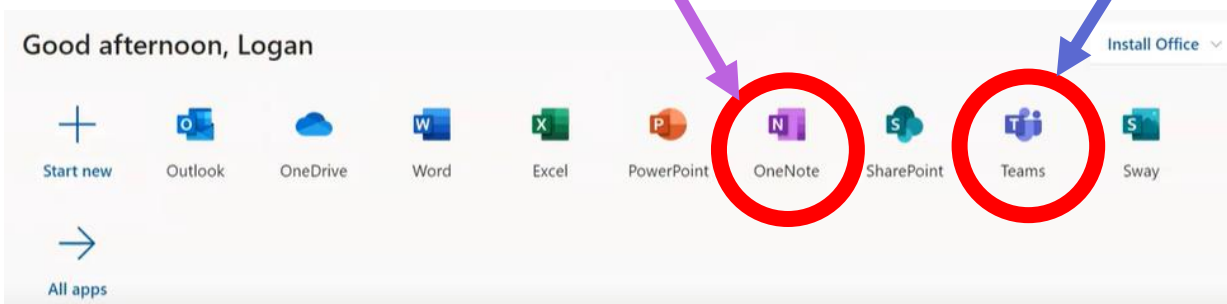 Good afternoon, Logan
Install Office
O W X P N S T S
Start new Outlook OneDrive Word Excel PowerPoint OneNote SharePoint Teams Sway
All apps